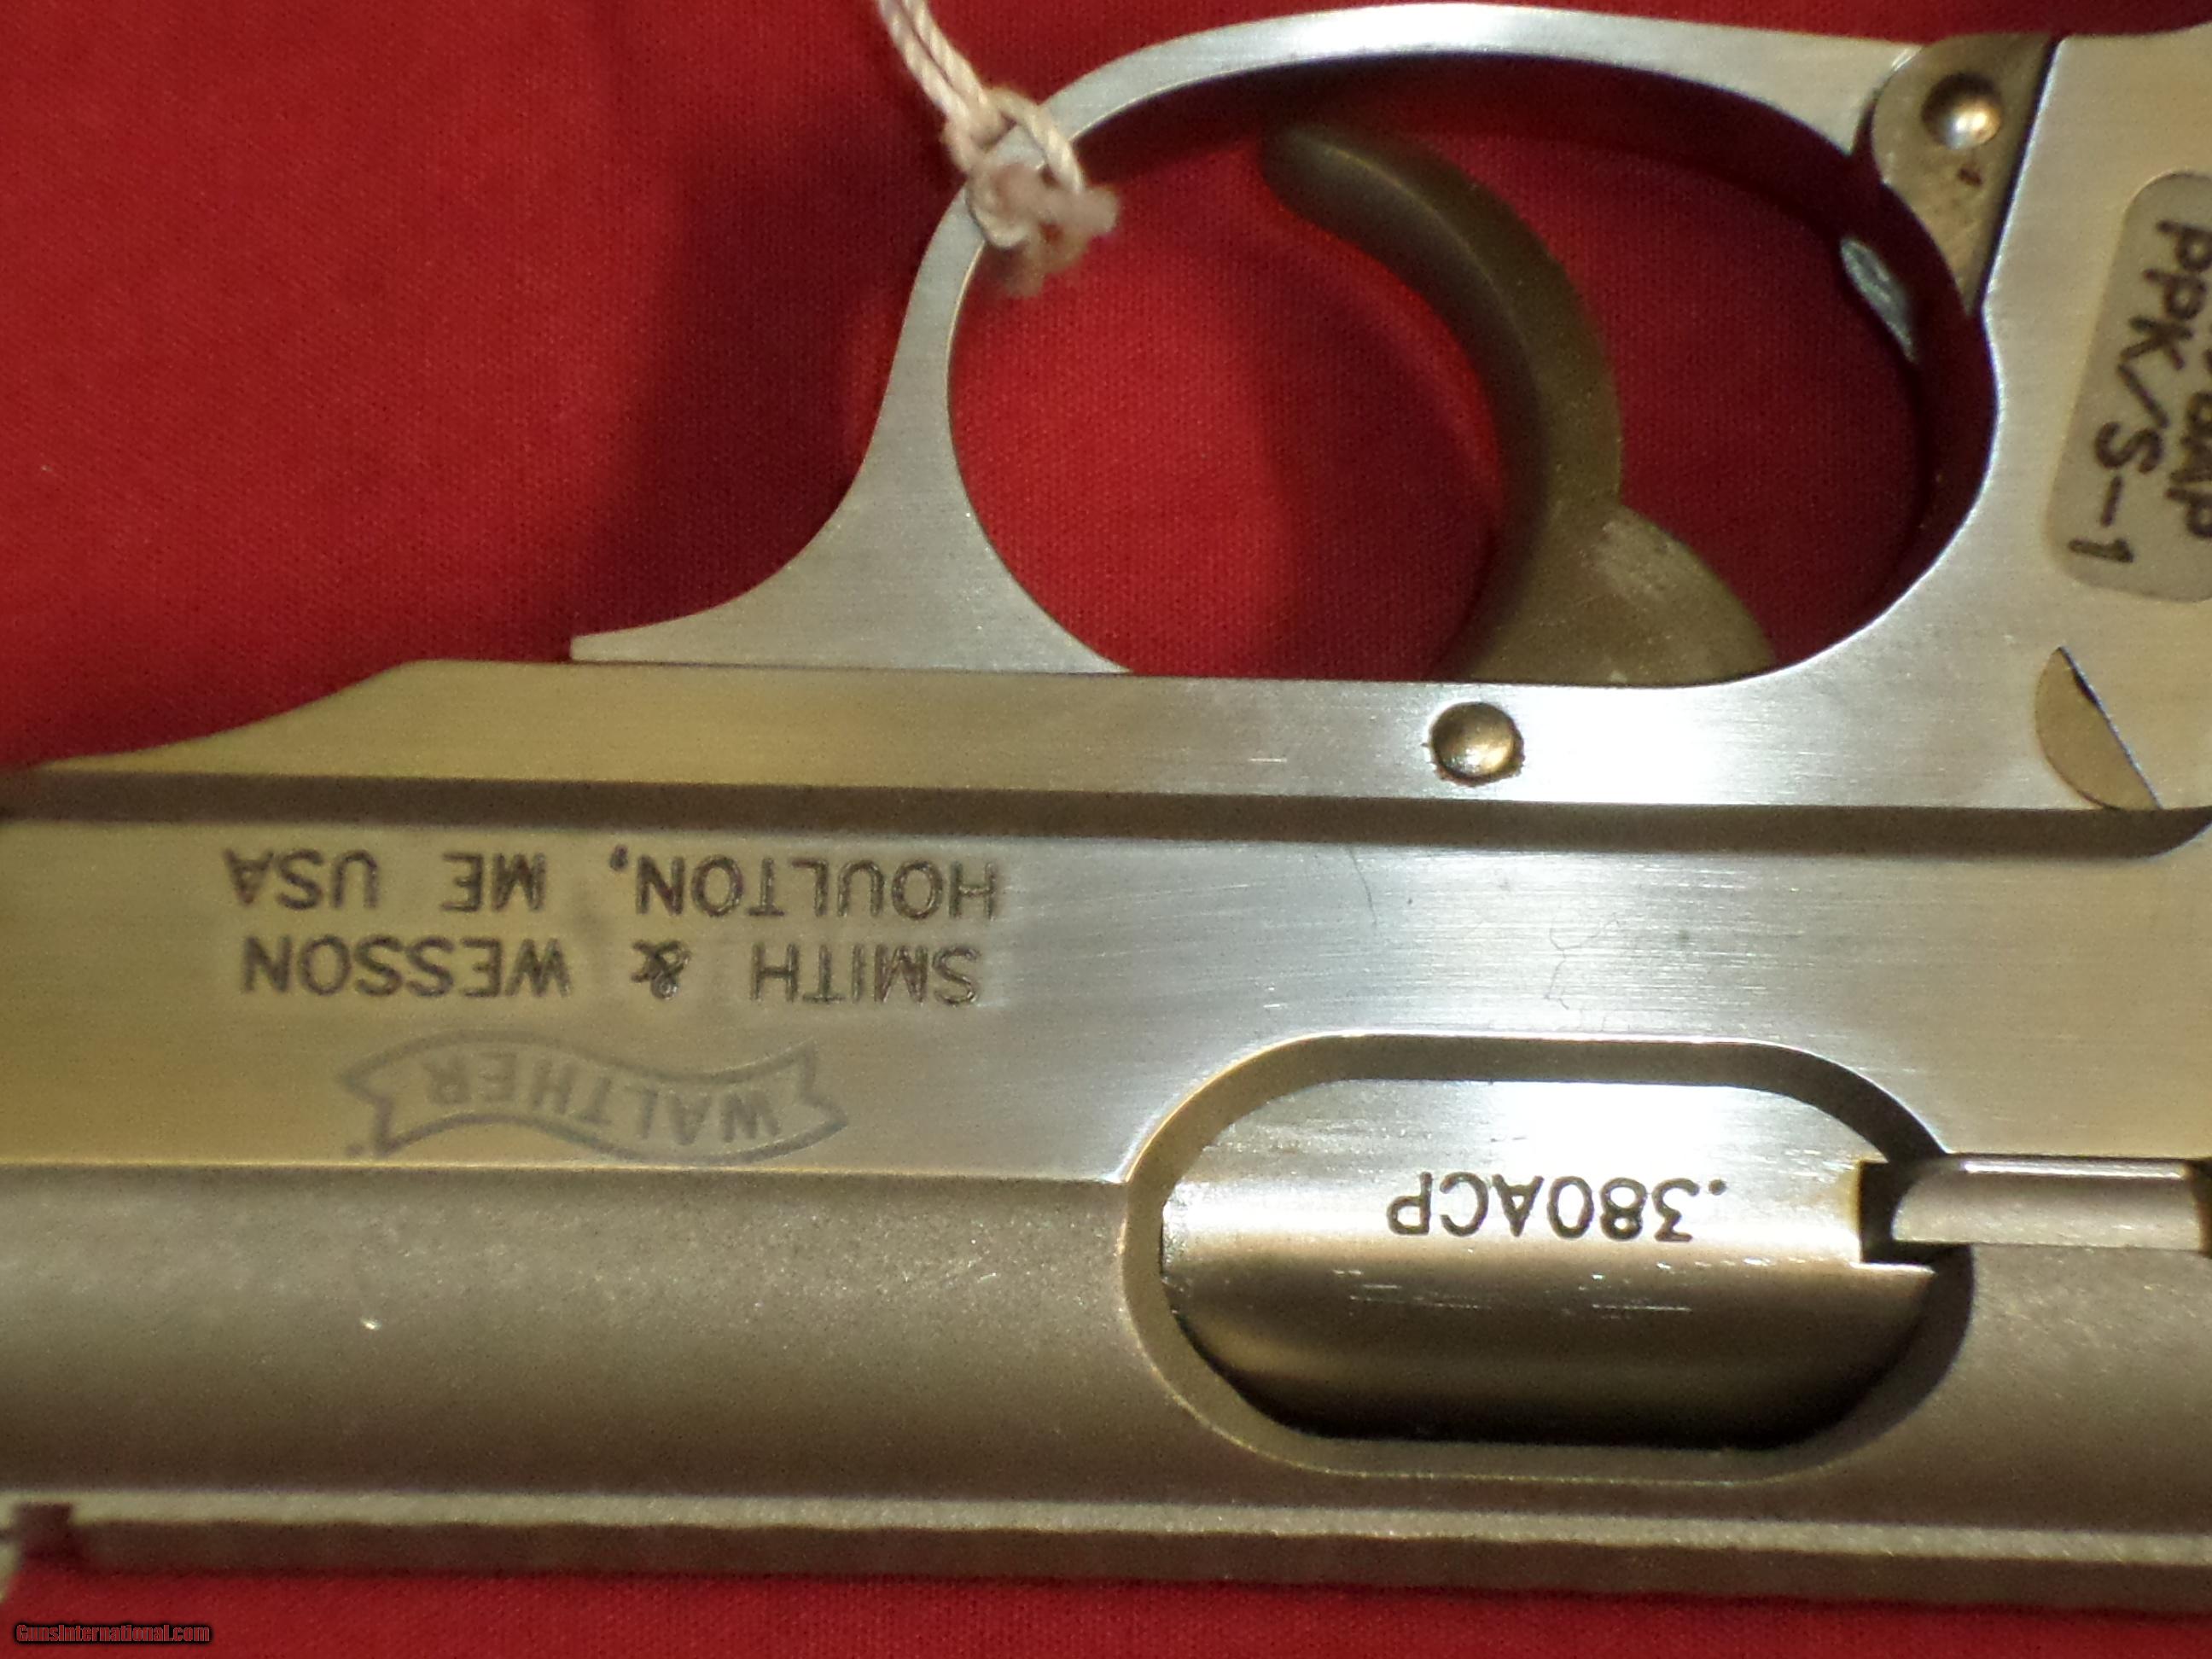 WALTHER
SMITH & WESSON
HOULTON, ME USA
.380ACP
PPK/S-1
GunsInternational.com